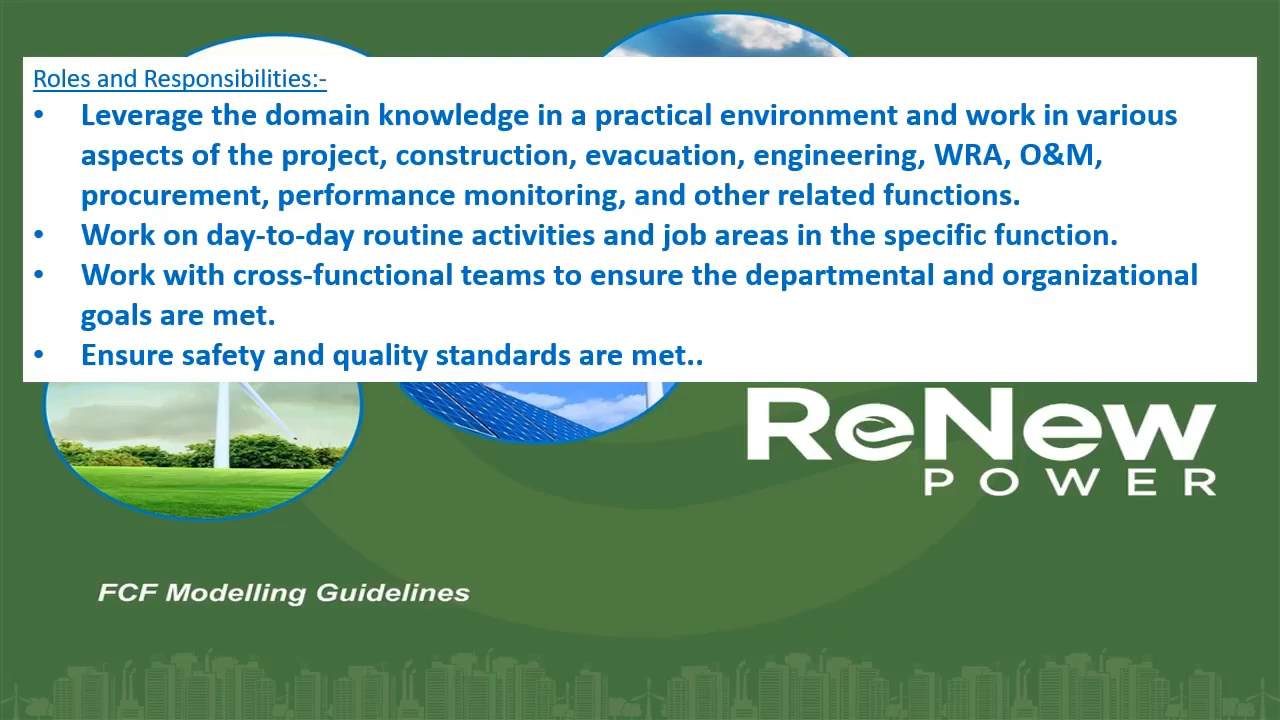 Roles and Responsibilities:-
• Leverage the domain knowledge in a practical environment and work in various
aspects of the project, construction, evacuation, engineering, WRA, O&M,
procurement, performance monitoring, and other related functions.
• Work on day-to-day routine activities and job areas in the specific function.
• Work with cross-functional teams to ensure the departmental and organizational
goals are met.
• Ensure safety and quality standards are met..
ReNew
POWER
FCF Modelling Guidelines